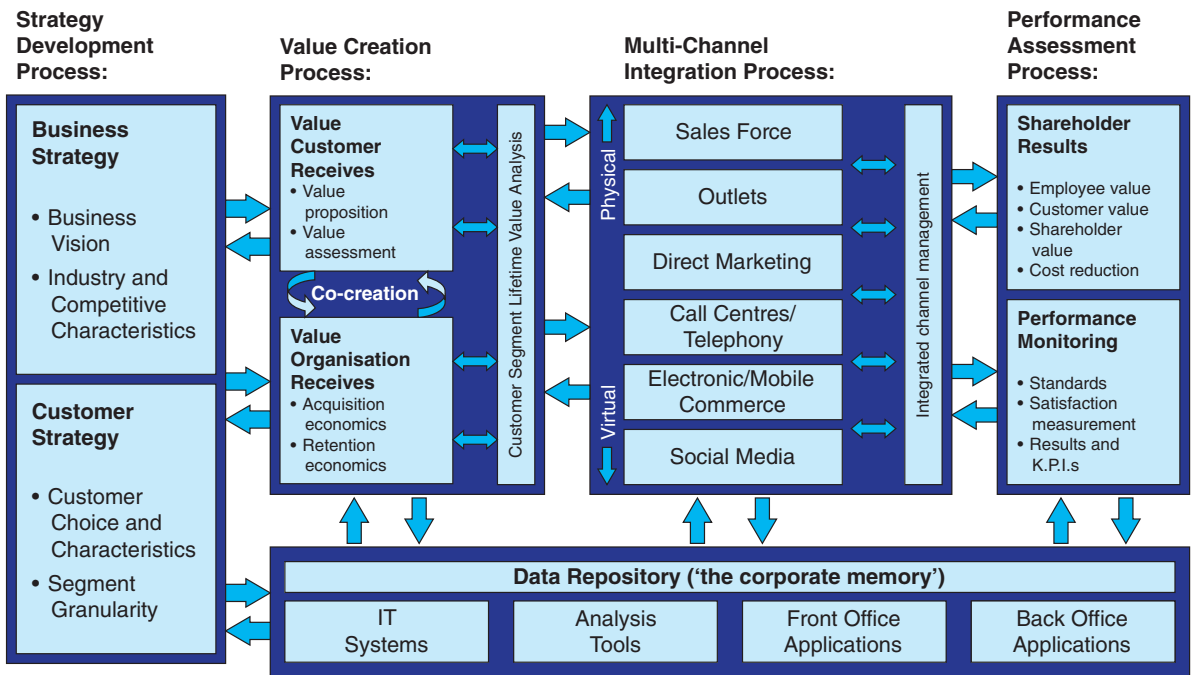 Strategy
Development
Process:
Value Creation
Process:
Multi-Channel
Integration Process:
Performance
Assessment
Process:
Business
Strategy
• Business
Vision
• Industry and
Competitive
Characteristics
Customer
Strategy
• Customer
Choice and
Characteristics
• Segment
Granularity
Value
Customer
Receives
• Value
proposition
• Value
assessment
Co-creation
Value
Organisation
Receives
• Acquisition
economics
• Retention
economics
Customer Segment Lifetime Value Analysis
Physical
Virtual
Sales Force
Outlets
Direct Marketing
Call Centres/
Telephony
Electronic/Mobile
Commerce
Social Media
Integrated channel management
Shareholder
Results
• Employee value
• Customer value
• Shareholder
value
• Cost reduction
Performance
Monitoring
• Standards
• Satisfaction
measurement
• Results and
K.P.I.s
Data Repository (‘the corporate memory’)
IT
Systems
Analysis
Tools
Front Office
Applications
Back Office
Applications